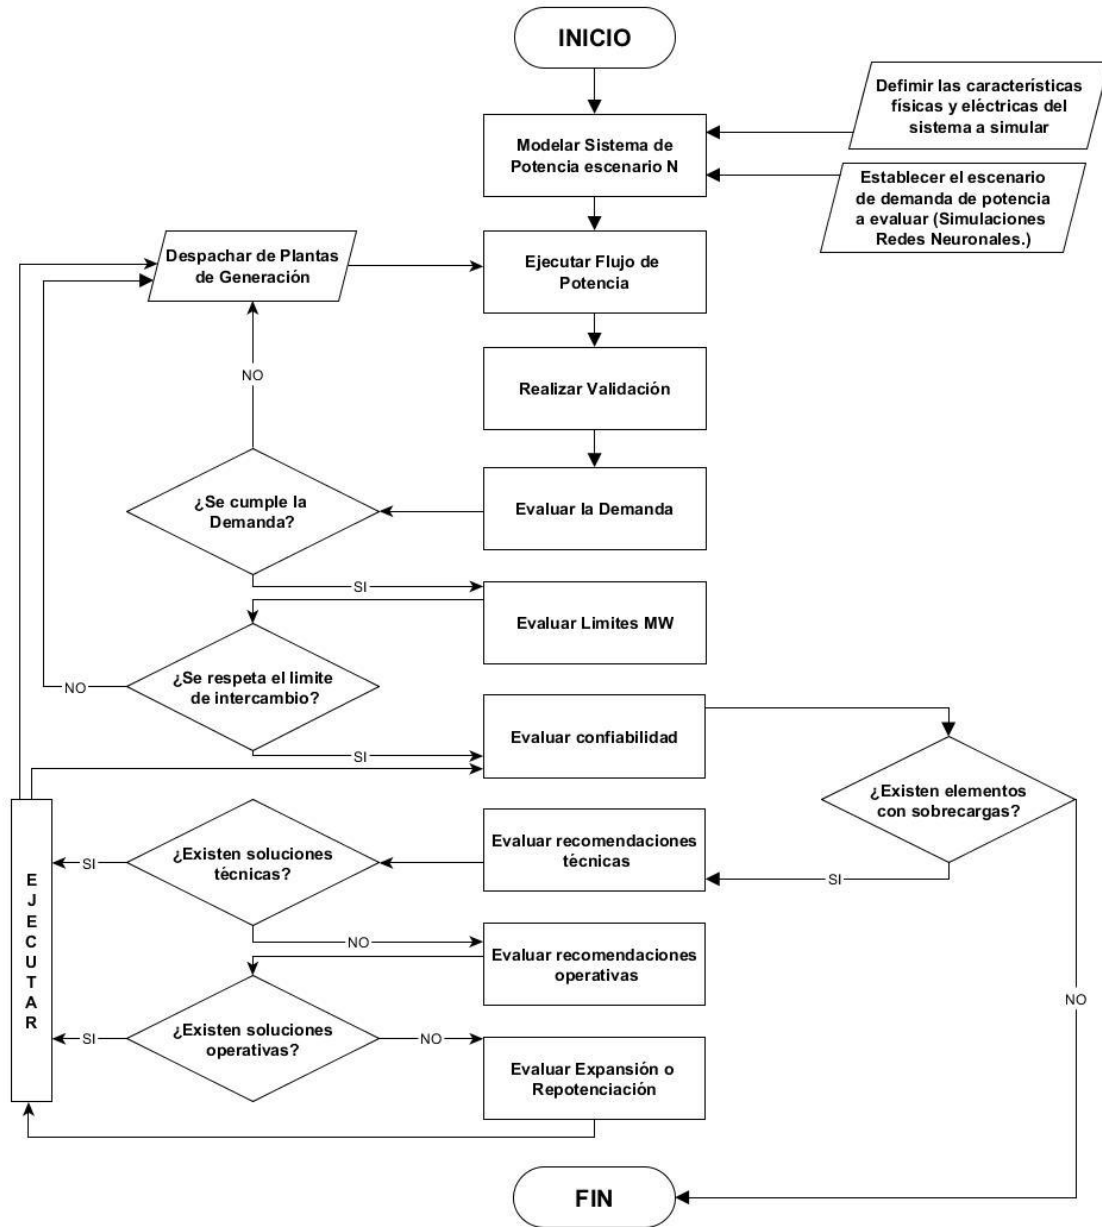 INICIO
Defimir las características
físicas y eléctricas del
sistema a simular
Modelar Sistema de
Potencia escenario N
Establecer el escenario
de demanda de potencia
a evaluar (Simulaciones
Redes Neuronales.)
Despachar de Plantas
de Generación
Ejecutar Flujo de
Potencia
NO
Realizar Validación
¿Se cumple la
Demanda?
Evaluar la Demanda
SI
Evaluar Limites MW
¿Se respeta el limite
de intercambio?
NO
SI
Evaluar confiabilidad
¿Existen elementos
con sobrecargas?
SI
NO
Evaluar recomendaciones
técnicas
¿Existen soluciones
técnicas?
SI
NO
EJECUTAR
Evaluar recomendaciones
operativas
¿Existen soluciones
operativas?
SI
NO
Evaluar Expansión o
Repotenciación
FIN